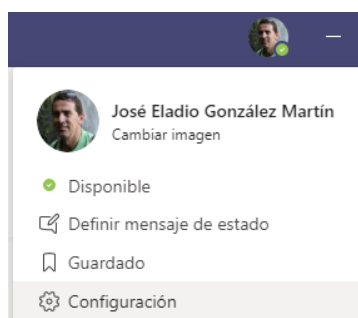 José Eladio González Martín
Cambiar imagen
Disponible
Definir mensaje de estado
Guardado
Configuración